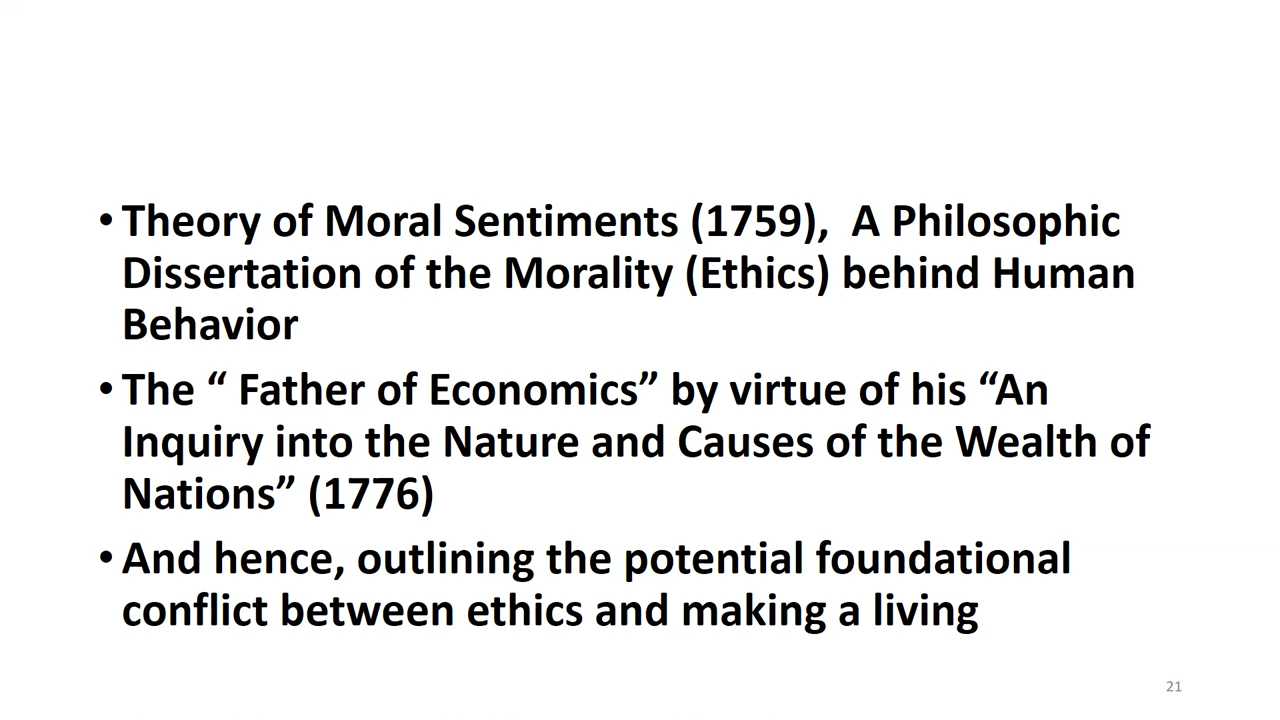 • Theory of Moral Sentiments (1759),  A Philosophic
Dissertation of the Morality (Ethics) behind Human
Behavior
• The “ Father of Economics” by virtue of his “An
Inquiry into the Nature and Causes of the Wealth of
Nations” (1776)
• And hence, outlining the potential foundational
conflict between ethics and making a living
21